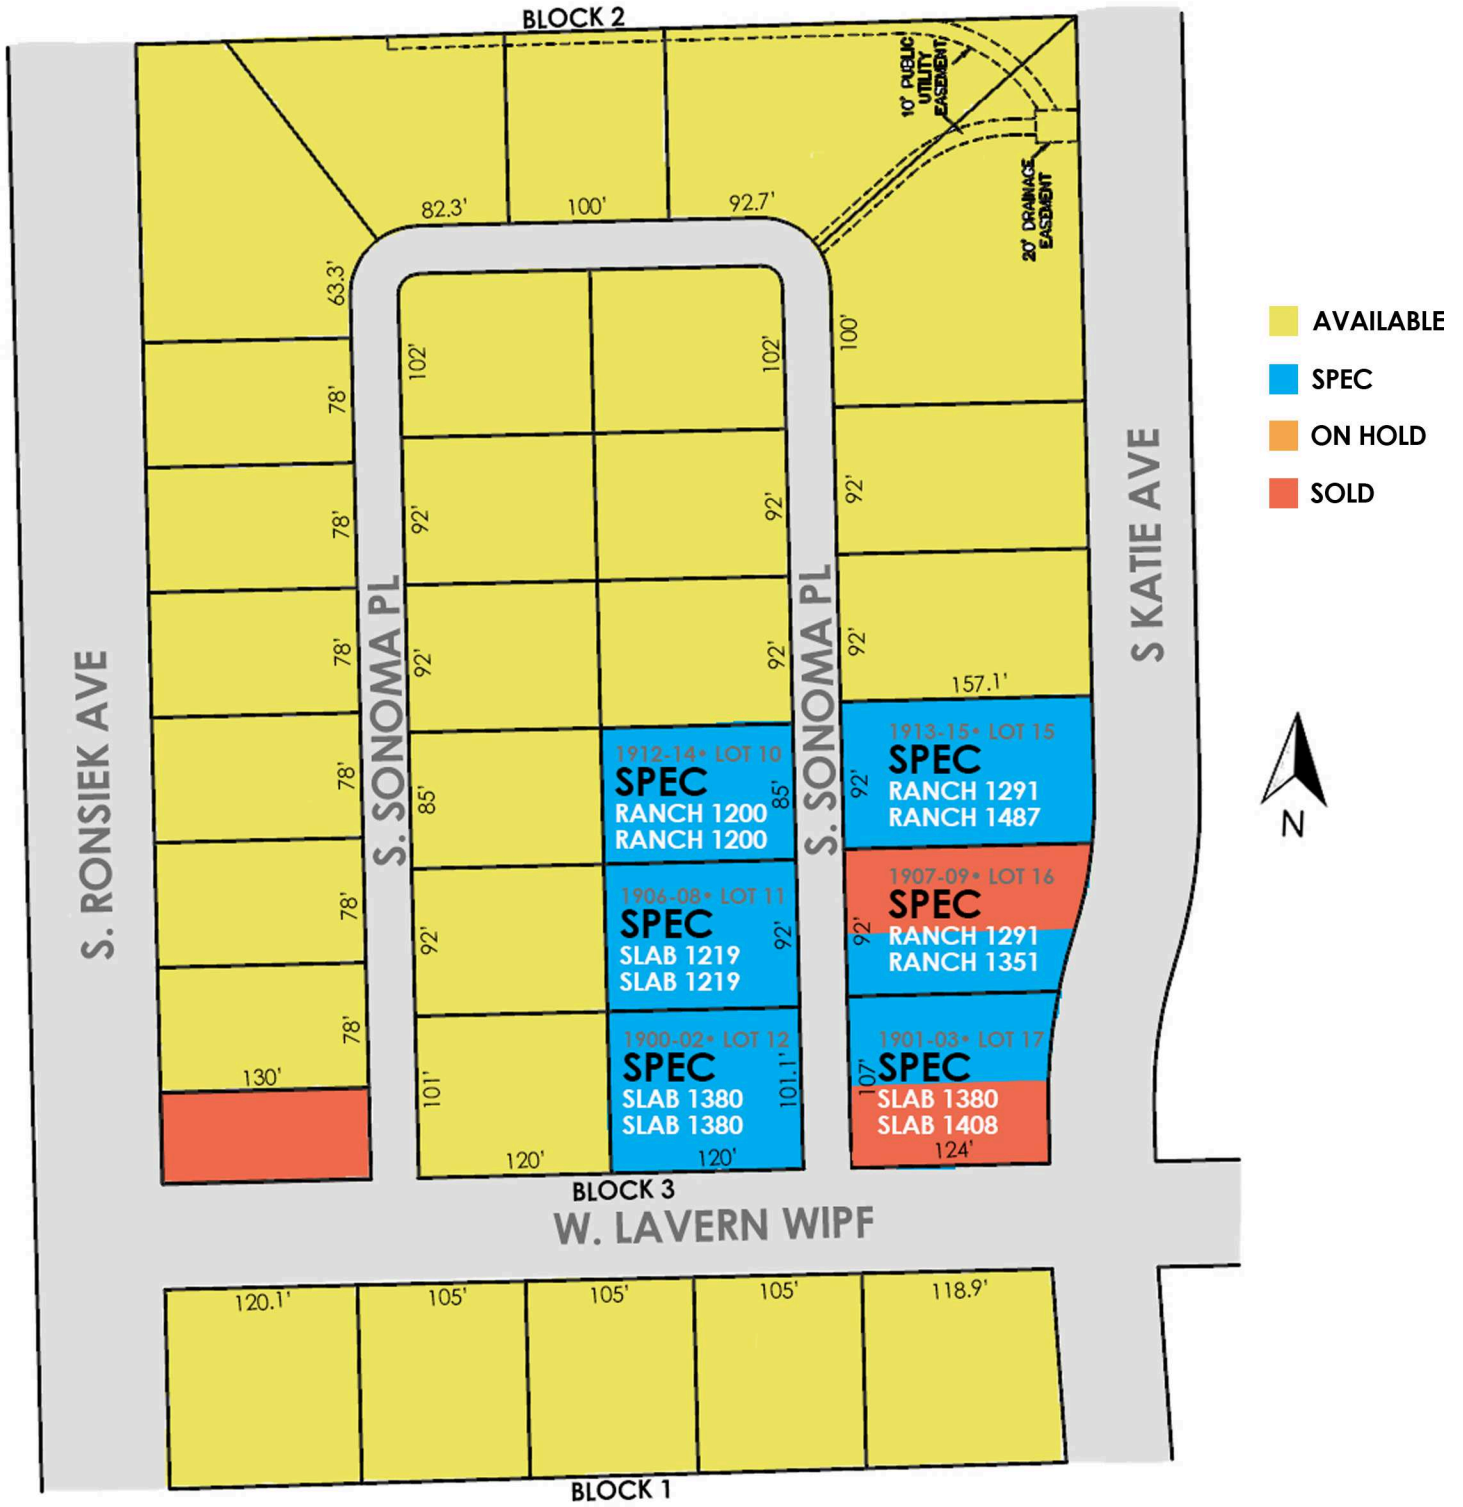 BLOCK 2
10' PUBLIC
UTILITY
EASEMENT
20' DRAINAGE
EASEMENT
82.3'
100'
92.7'
63.3'
102'
102'
100'
78'
92'
92'
92'
78'
78'
92'
92'
92'
157.1'
AVAILABLE
SPEC
ON HOLD
SOLD
S. RONSIEK AVE
S. SONOMA PL
S. SONOMA PL
S KATIE AVE
78'
85'
1912-14• LOT 10
SPEC
RANCH 1200
RANCH 1200
85'
92'
1913-15• LOT 15
SPEC
RANCH 1291
RANCH 1487
N
78'
92'
1906-08• LOT 11
SPEC
SLAB 1219
SLAB 1219
92'
92'
1907-09• LOT 16
SPEC
RANCH 1291
RANCH 1351
78'
130'
101'
120'
1900-02• LOT 12
SPEC
SLAB 1380
SLAB 1380
101.1'
120'
107'
1901-03• LOT 17
SPEC
SLAB 1380
SLAB 1408
124'
BLOCK 3
W. LAVERN WIPF
120.1'
105'
105'
105'
118.9'
BLOCK 1